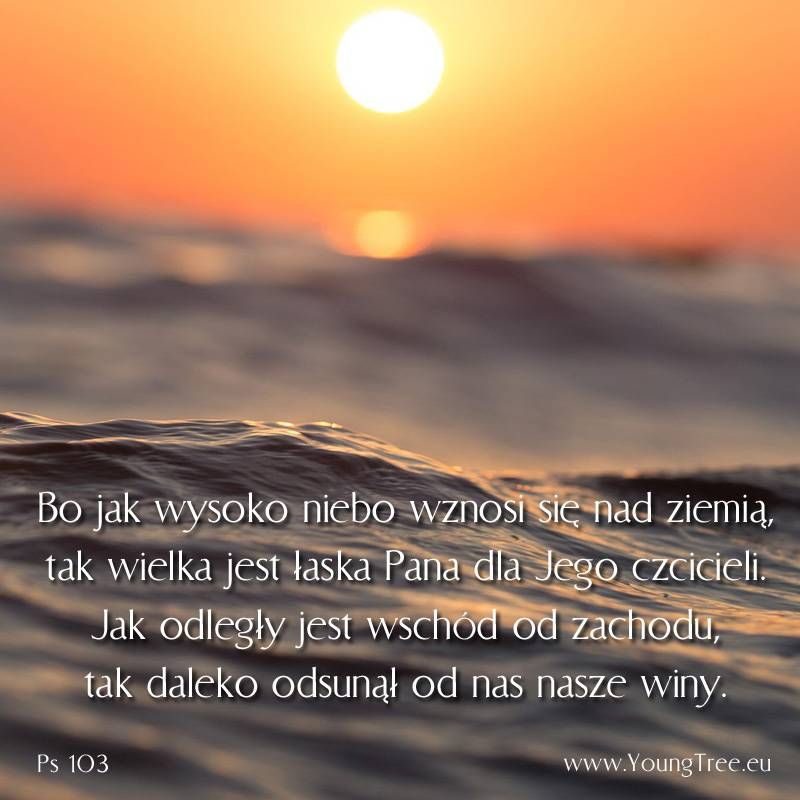 Bo jak wysoko niebo wznosi się nad ziemią,
tak wielka jest łaska Pana dla Jego czcicieli.
Jak odległy jest wschód od zachodu,
tak daleko odsunął od nas nasze winy.
Ps 103
www.YoungTree.eu